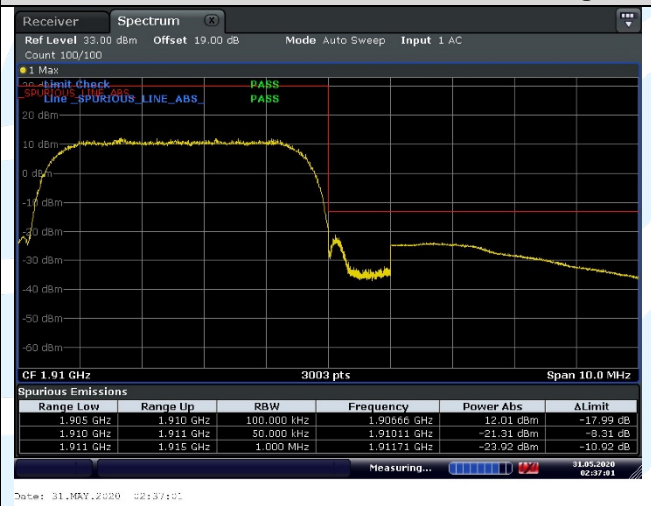 Receiver Spectrum
Ref Level 33.00 dBm Offset 19.00 dB Mode Auto Sweep Input 1 AC
Count 100/100
1 Max
Limit Check PASS
_SPURIOUS_LINE_ABS_
Line _SPURIOUS_LINE_ABS_ PASS
20 dBm
10 dBm
0 dBm
-10 dBm
-20 dBm
-30 dBm
-40 dBm
-50 dBm
-60 dBm
CF 1.91 GHz 3003 pts Span 10.0 MHz
Spurious Emissions
Range Low Range Up RBW Frequency Power Abs ΔLimit
1.905 GHz 1.910 GHz 100.000 kHz 1.90666 GHz 12.01 dBm -17.99 dB
1.910 GHz 1.911 GHz 50.000 kHz 1.91011 GHz -21.31 dBm -8.31 dB
1.911 GHz 1.915 GHz 1.000 MHz 1.91171 GHz -23.92 dBm -10.92 dB
Measuring... 31.05.2020
02:37:01
Date: 31.MAY.2020 02:37:01